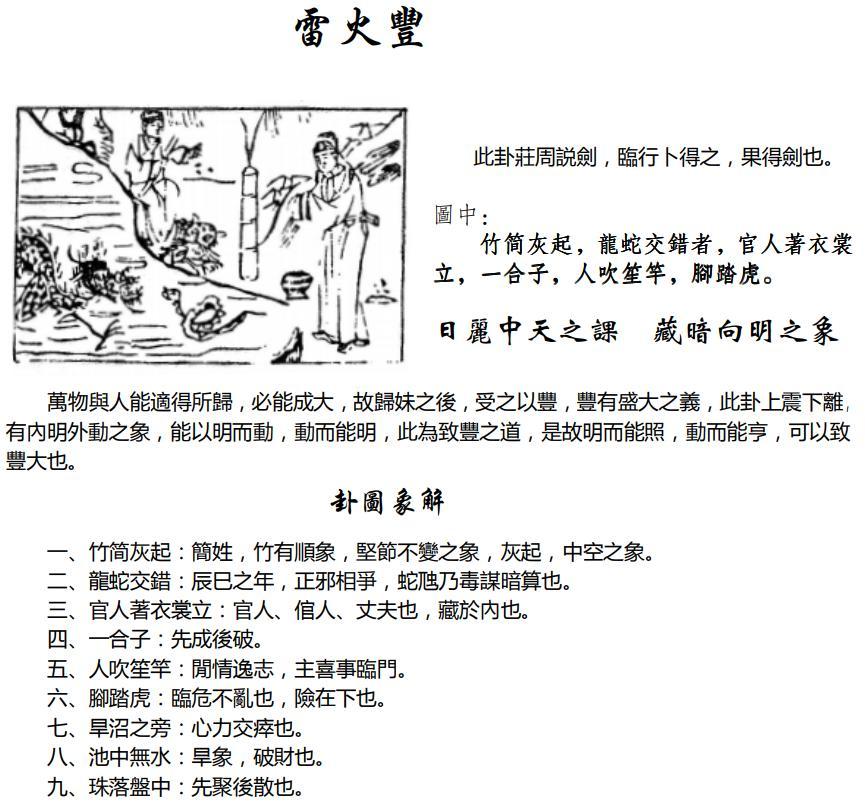 雷火豐
此卦莊周説劍，臨行卜得之，果得劍也。
圖中：
竹简灰起，龍蛇交錯者，官人著衣裳
立，一合子，人吹笙竿，腳踏虎。
日麗中天之課　藏暗向明之象
萬物與人能適得所歸，必能成大，故歸妹之後，受之以豐，豐有盛大之義，此卦上震下離，
有內明外動之象，能以明而動，動而能明，此為致豐之道，是故明而能照，動而能亨，可以致
豐大也。
卦圖象解
一、竹简灰起：簡姓，竹有順象，堅節不變之象，灰起，中空之象。
二、龍蛇交錯：辰巳之年，正邪相爭，蛇虺乃毒謀暗算也。
三、官人著衣裳立：官人、倌人、丈夫也，藏於內也。
四、一合子：先成後破。
五、人吹笙竿：閒情逸志，主喜事臨門。
六、腳踏虎：臨危不亂也，險在下也。
七、旱沼之旁：心力交瘁也。
八、池中無水：旱象，破財也。
九、珠落盤中：先聚後散也。